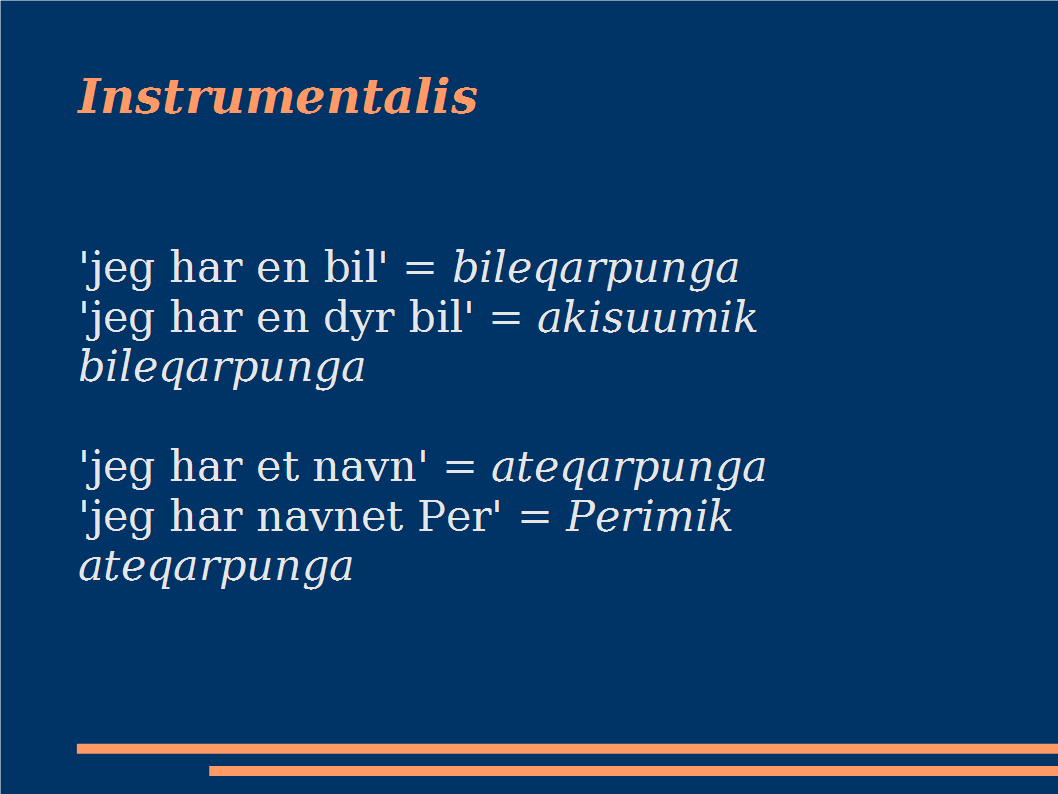 Instrumentalis
'jeg har en bil' = bileqarpunga
'jeg har en dyr bil' = akisuumik
bileqarpunga
'jeg har et navn' = ateqarpunga
'jeg har navnet Per' = Perimik
ateqarpunga